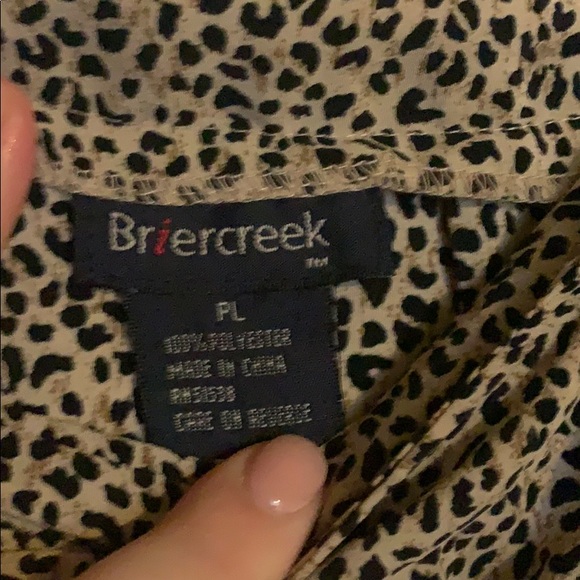 Briercreek
TM
PL
100% POLYESTER
MADE IN CHINA
RN51538
CARE ON REVERSE